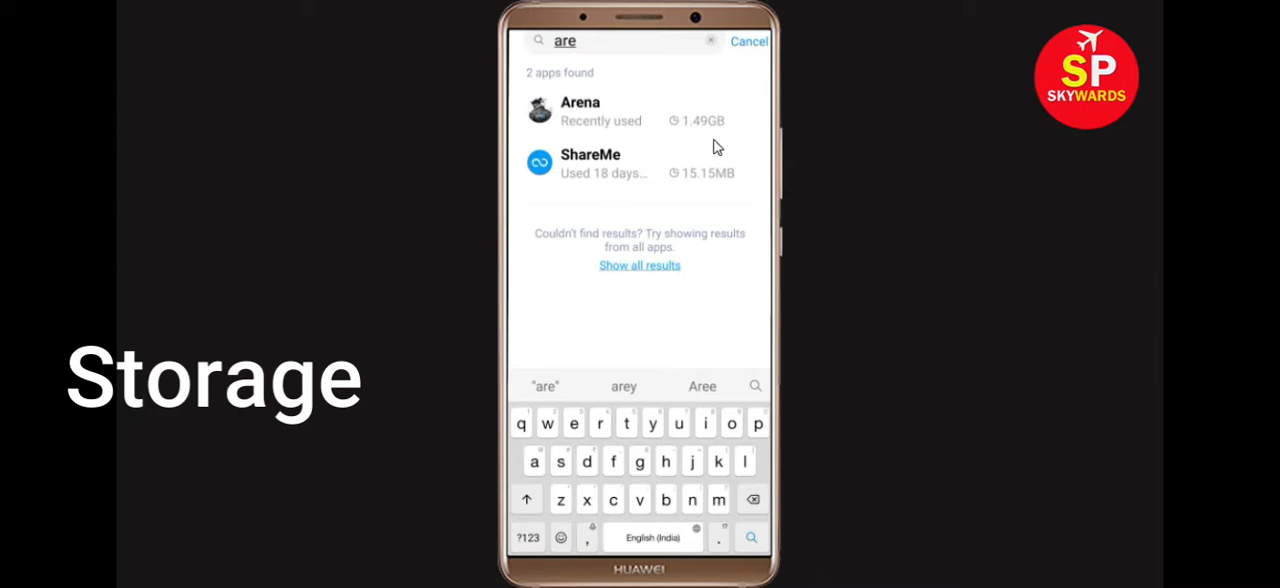 are
Cancel
2 apps found
Arena
Recently used
1.49GB
ShareMe
Used 18 days...
15.15MB
Couldn't find results? Try showing results
from all apps.
Show all results
"are" arey Aree
q w e r t y u i o p
a s d f g h j k l
z x c v b n m
?123 , English (India) .
HUAWEI
Storage
SP
SKYWARDS